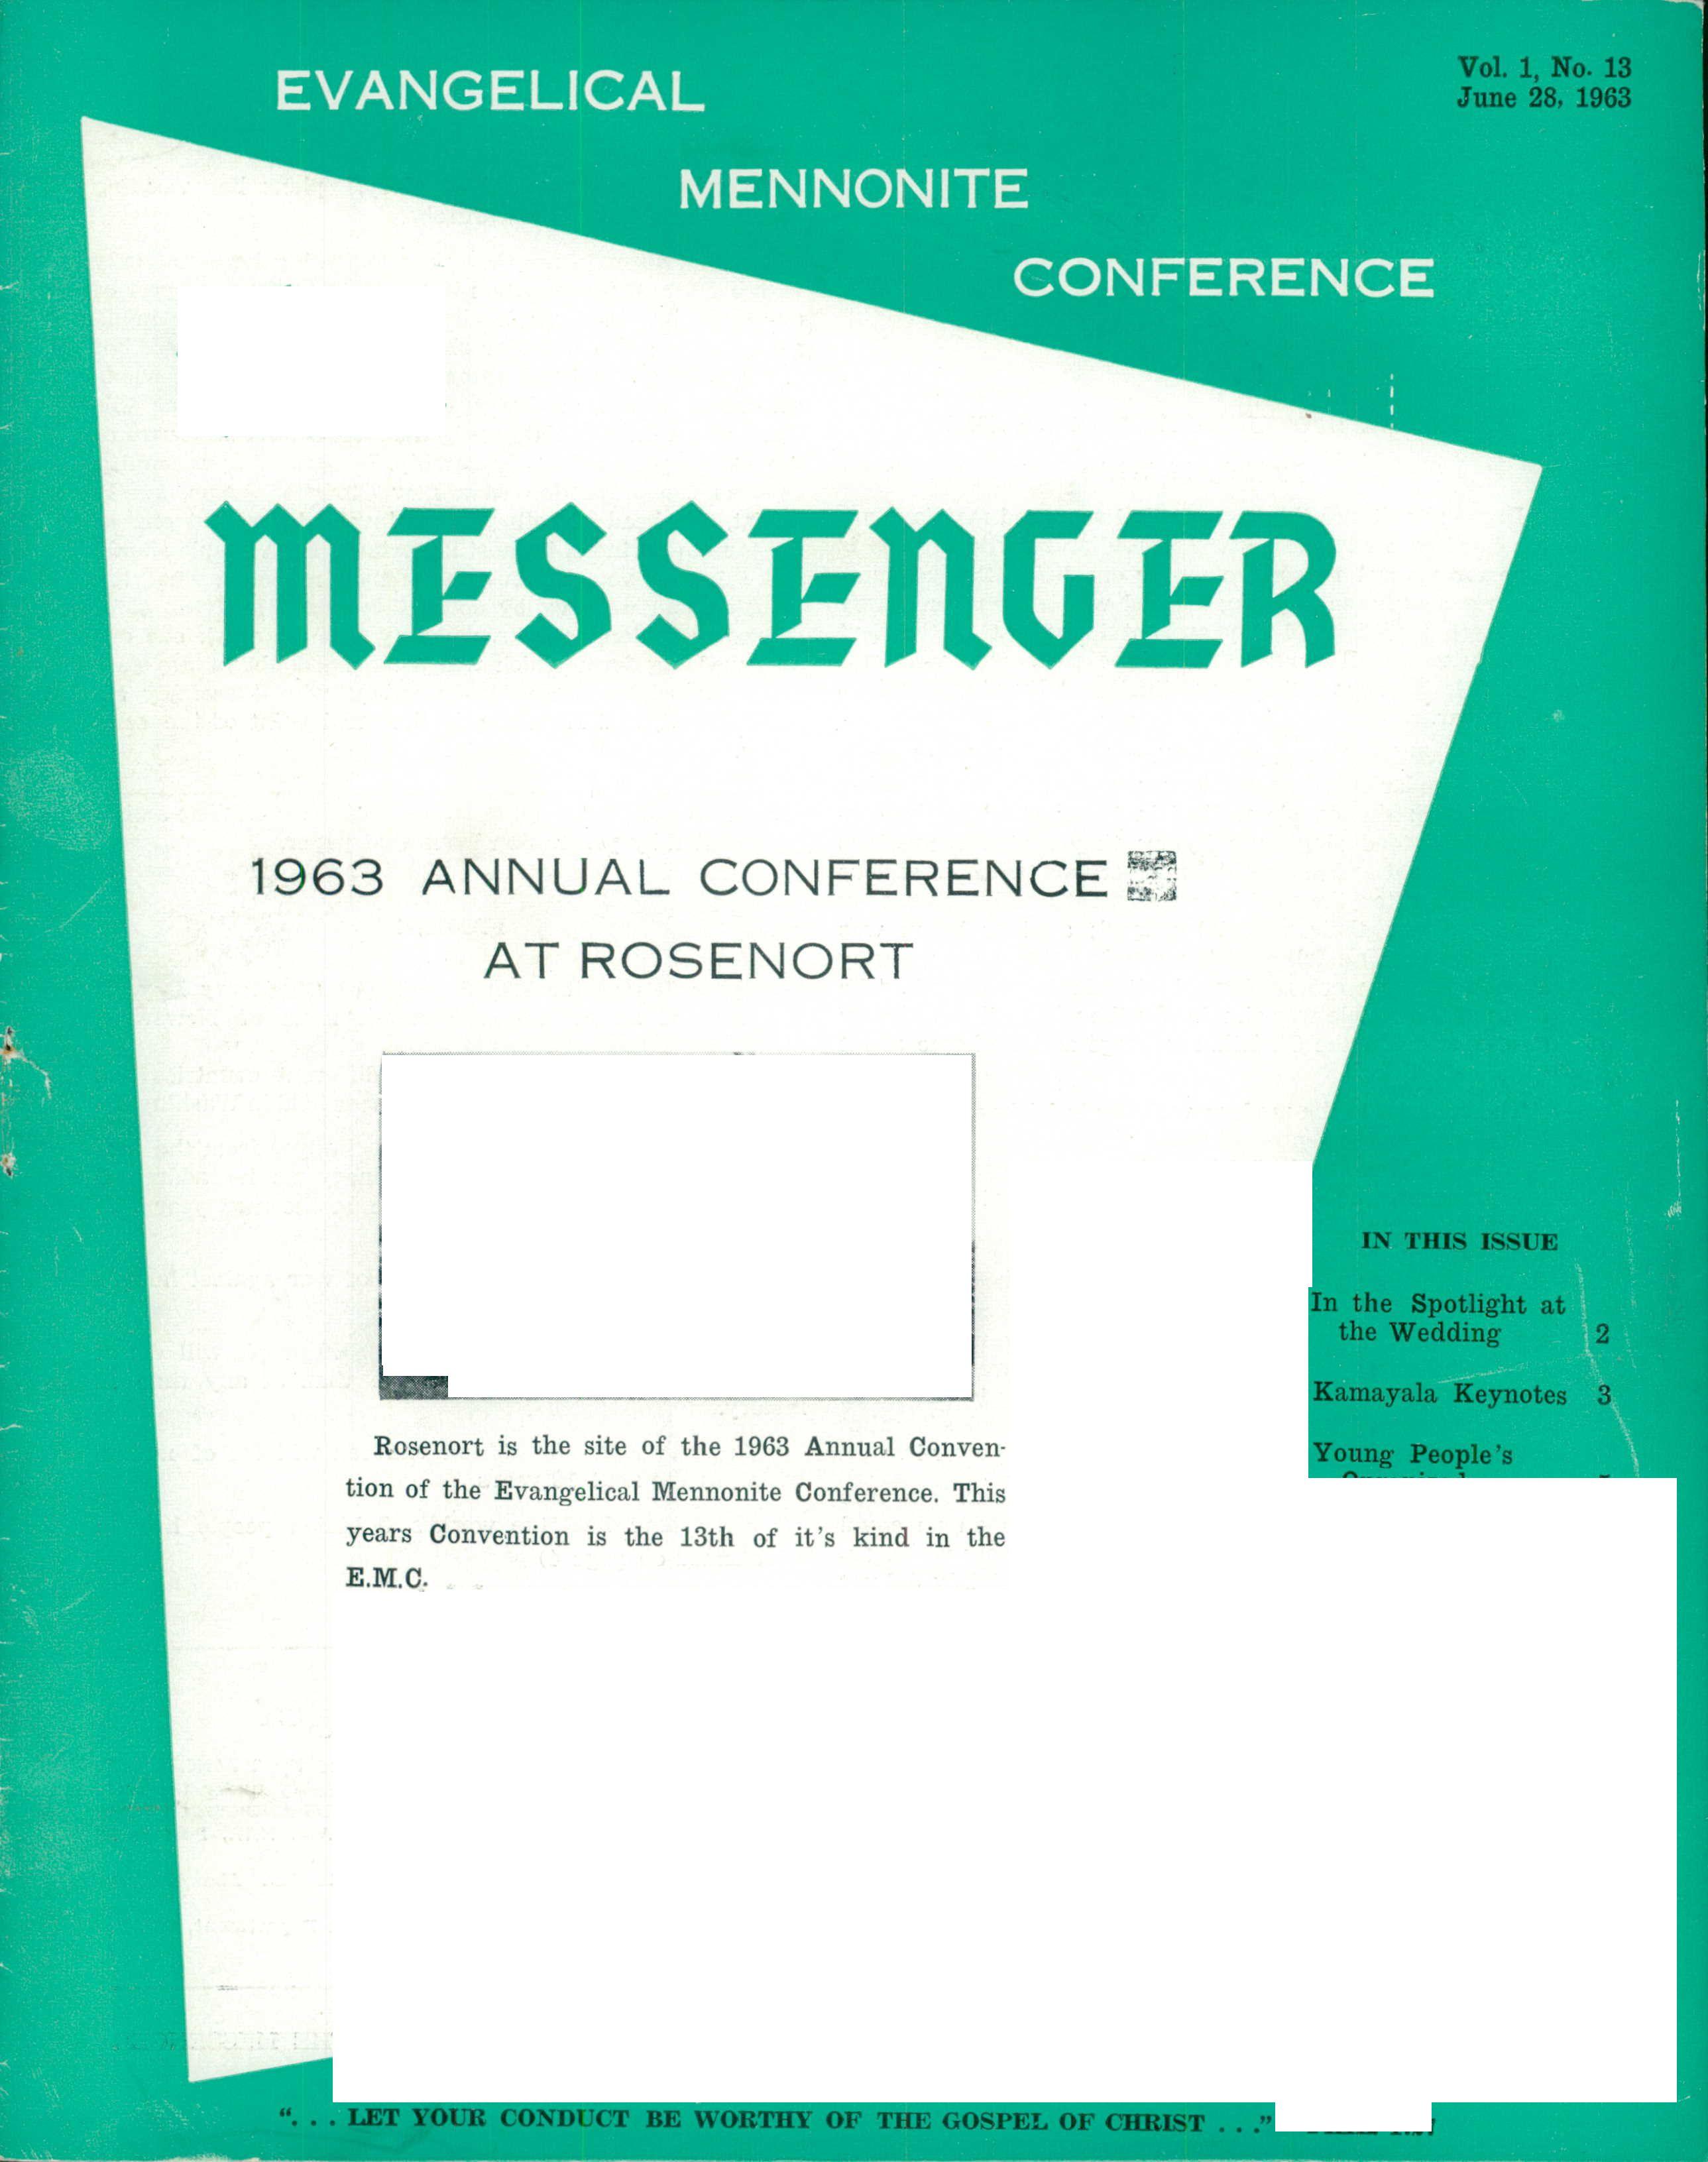 EVANGELICAL
MENNONITE
CONFERENCE
Vol. 1, No. 13
June 28, 1963
MESSENGER
1963 ANNUAL CONFERENCE
AT ROSENORT
Rosenort is the site of the 1963 Annual Conven-
tion of the Evangelical Mennonite Conference. This
years Convention is the 13th of it's kind in the
E.M.C.
IN THIS ISSUE
In the Spotlight at
the Wedding 2
Kamayala Keynotes 3
Young People's
". . . LET YOUR CONDUCT BE WORTHY OF THE GOSPEL OF CHRIST . . ."